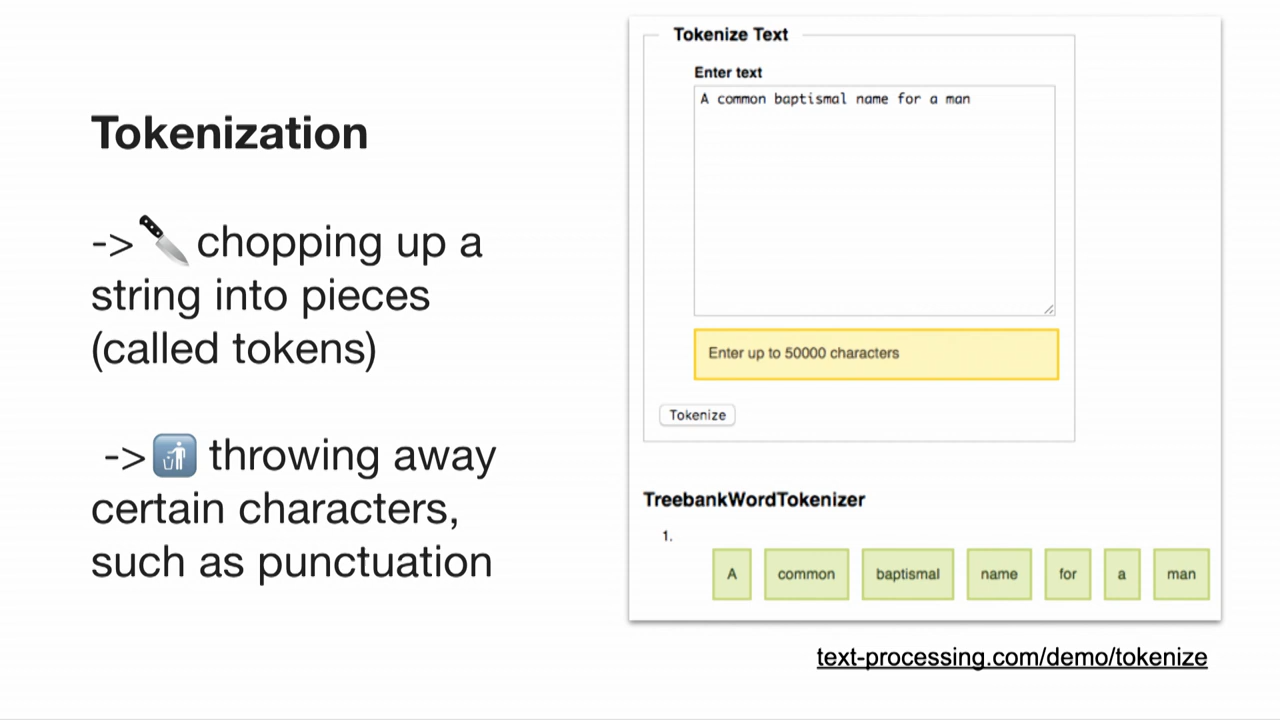 Tokenization
->🔪 chopping up a
string into pieces
(called tokens)
->🚮 throwing away
certain characters,
such as punctuation
Tokenize Text
Enter text
A common baptismal name for a man
Enter up to 50000 characters
Tokenize
TreebankWordTokenizer
1.
A common baptismal name for a man
text-processing.com/demo/tokenize